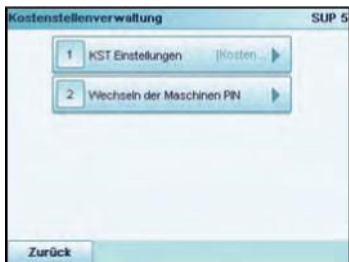 Kostenstellenverwaltung SUP 5
1 KST Einstellungen [Kosten...
2 Wechseln der Maschinen PIN
Zurück